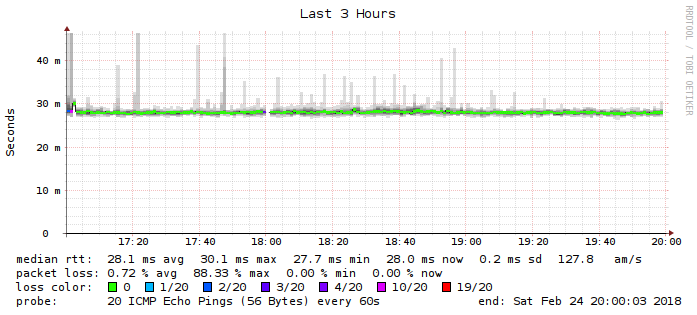 Last 3 Hours
RRDTOOL / TOBI OETIKER
Seconds
40 m
30 m
20 m
10 m
0
17:20 17:40 18:00 18:20 18:40 19:00 19:20 19:40 20:00
median rtt: 28.1 ms avg 30.1 ms max 27.7 ms min 28.0 ms now 0.2 ms sd 127.8 am/s
packet loss: 0.72 % avg 88.33 % max 0.00 % min 0.00 % now
loss color: 0 1/20 2/20 3/20 4/20 10/20 19/20
probe: 20 ICMP Echo Pings (56 Bytes) every 60s end: Sat Feb 24 20:00:03 2018